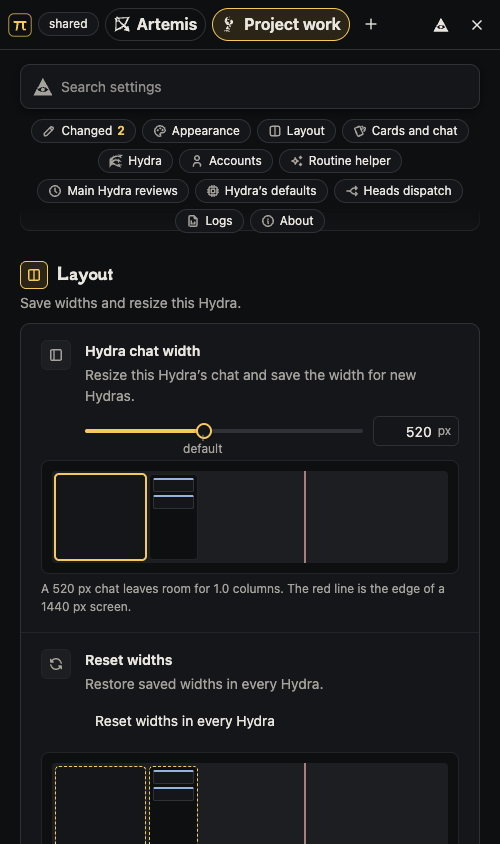 π shared Artemis Project work +
Search settings
Changed 2 Appearance Layout Cards and chat
Hydra Accounts Routine helper
Main Hydra reviews Hydra's defaults Heads dispatch
Logs About
Layout
Save widths and resize this Hydra.
Hydra chat width
Resize this Hydra's chat and save the width for new
Hydras.
520 px
default
A 520 px chat leaves room for 1.0 columns. The red line is the edge of a
1440 px screen.
Reset widths
Restore saved widths in every Hydra.
Reset widths in every Hydra